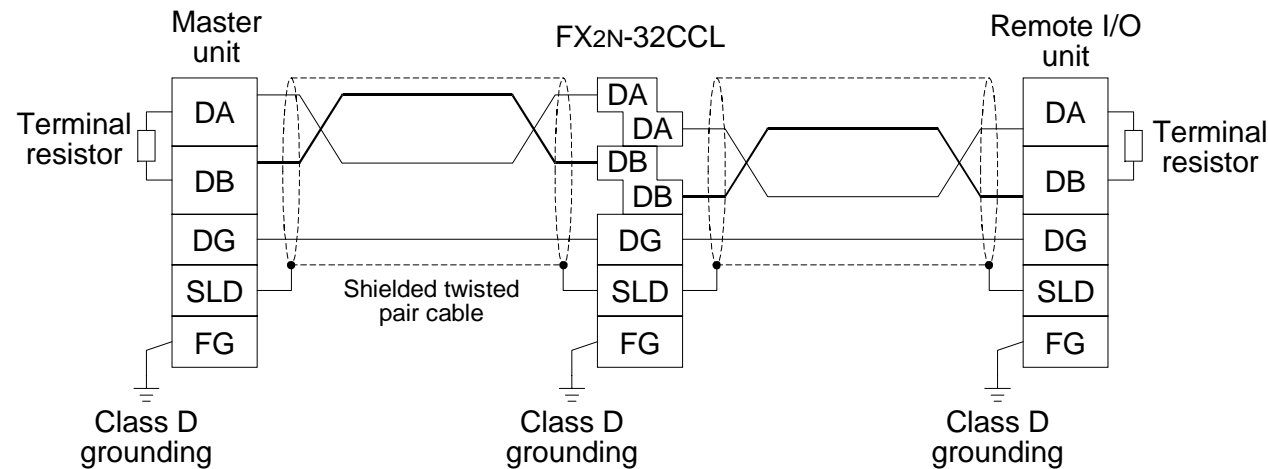 Master
unit
FX2N-32CCL
Remote I/O
unit
Terminal
resistor
DA
DB
DG
SLD
FG
Shielded twisted
pair cable
DA
DA
DB
DB
DG
SLD
FG
DA
DB
DG
SLD
FG
Terminal
resistor
Class D
grounding
Class D
grounding
Class D
grounding